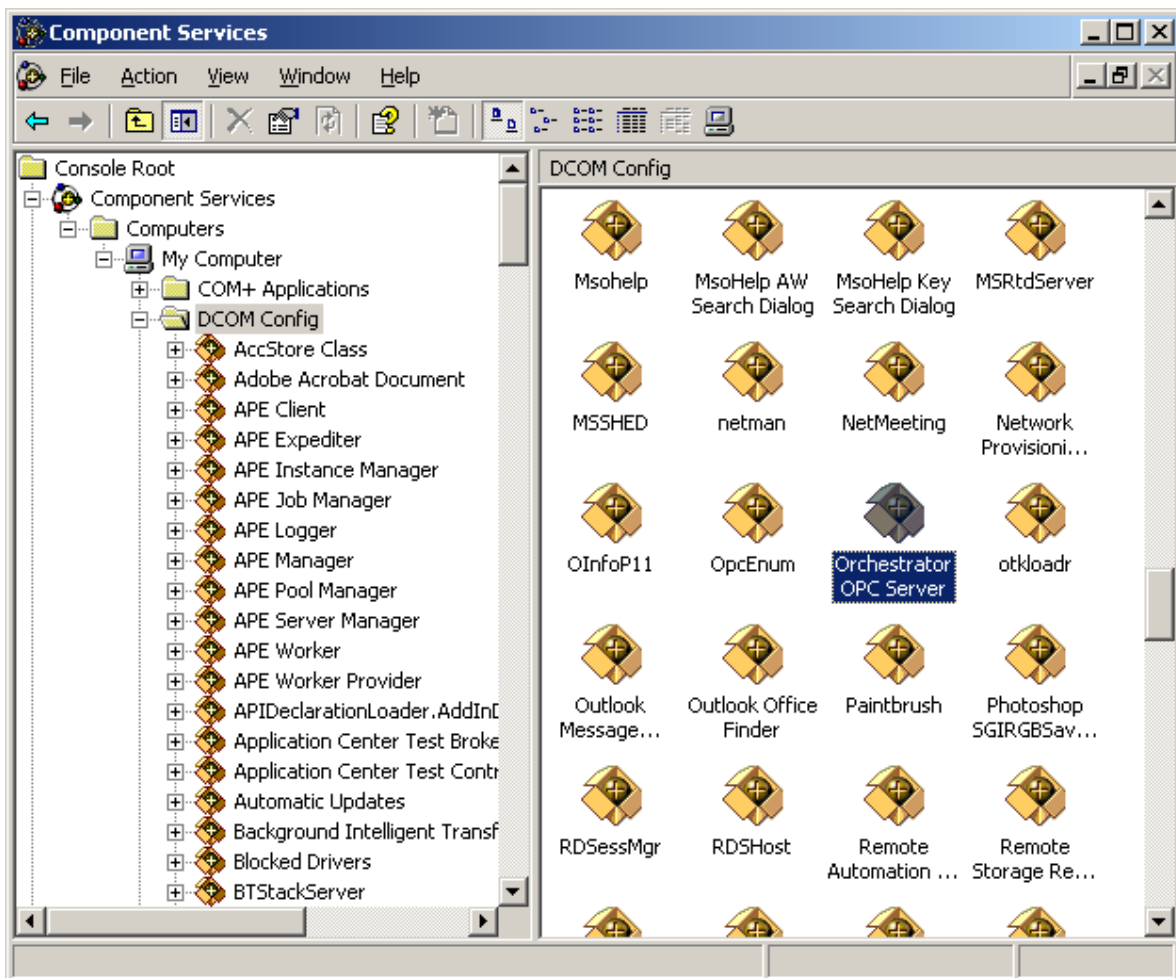 Component Services
File Action View Window Help
Console Root
Component Services
Computers
My Computer
COM+ Applications
DCOM Config
AccStore Class
Adobe Acrobat Document
APE Client
APE Expediter
APE Instance Manager
APE Job Manager
APE Logger
APE Manager
APE Pool Manager
APE Server Manager
APE Worker
APE Worker Provider
APIDeclarationLoader.AddInD
Application Center Test Broke
Application Center Test Contr
Automatic Updates
Background Intelligent Transf
Blocked Drivers
BTStackServer
DCOM Config
Msohelp
MsoHelp AW
Search Dialog
MsoHelp Key
Search Dialog
MSRtdServer
MSSHED
netman
NetMeeting
Network
Provisioni...
OInfoP11
OpcEnum
Orchestrator
OPC Server
otkloadr
Outlook
Message...
Outlook Office
Finder
Paintbrush
Photoshop
SGIRGBSav...
RDSessMgr
RDSHost
Remote
Automation ...
Remote
Storage Re...